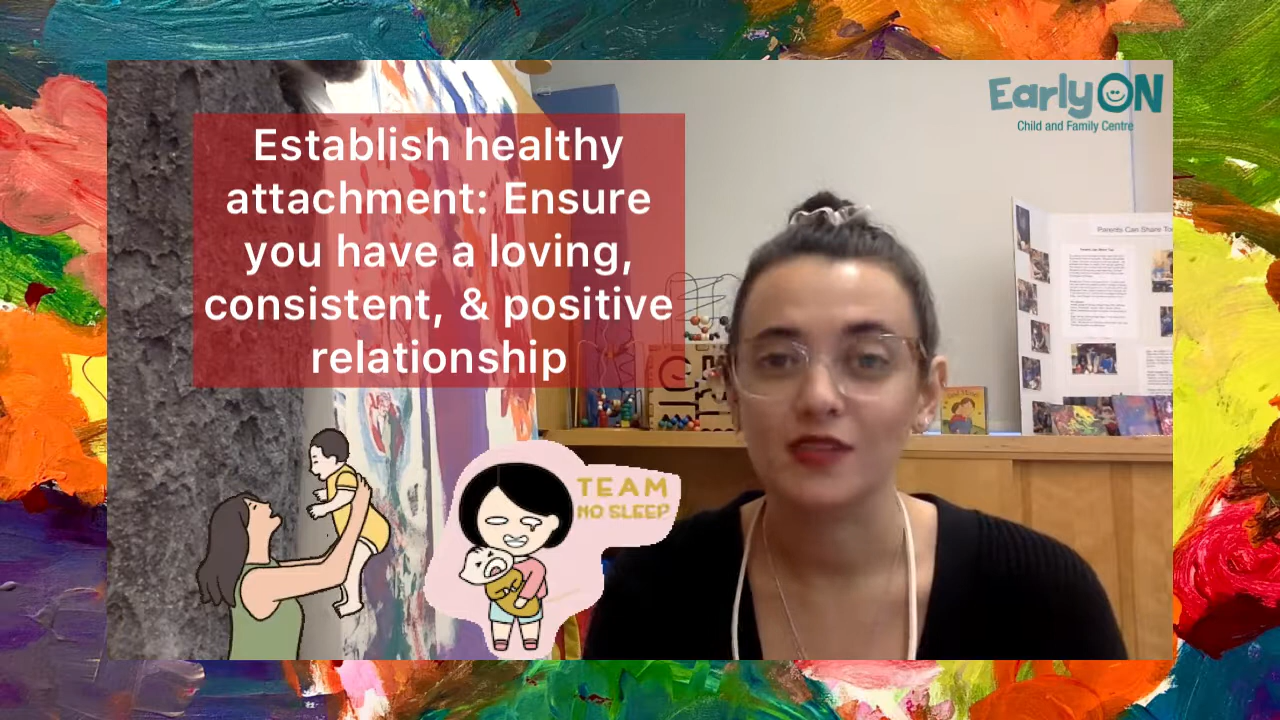 Establish healthy
attachment: Ensure
you have a loving,
consistent, & positive
relationship
EarlyON
Child and Family Centre
Parents Can Share Too
TEAM
NO SLEEP